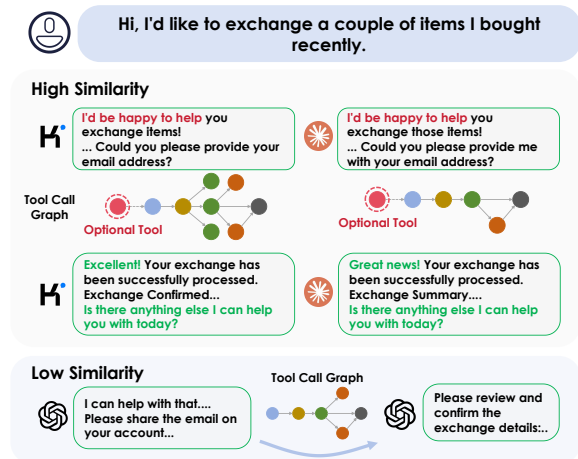 Hi, I'd like to exchange a couple of items I bought
recently.
High Similarity
I'd be happy to help you
exchange items!
... Could you please provide your
email address?
I'd be happy to help you
exchange those items!
... Could you please provide me
with your email address?
Tool Call
Graph
Optional Tool
Optional Tool
Excellent! Your exchange has
been successfully processed.
Exchange Confirmed...
Is there anything else I can help
you with today?
Great news! Your exchange has
been successfully processed.
Exchange Summary....
Is there anything else I can help
you with today?
Low Similarity
I can help with that....
Please share the email on
your account...
Tool Call Graph
Please review and
confirm the
exchange details:..